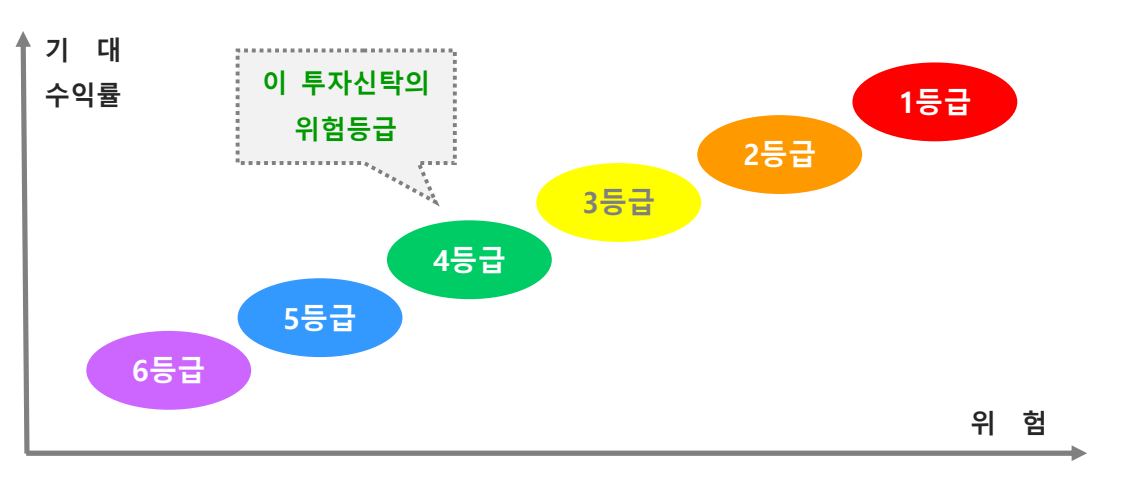 기 대
수익률
이 투자신탁의
위험등급
1등급
2등급
3등급
4등급
5등급
6등급
위 험